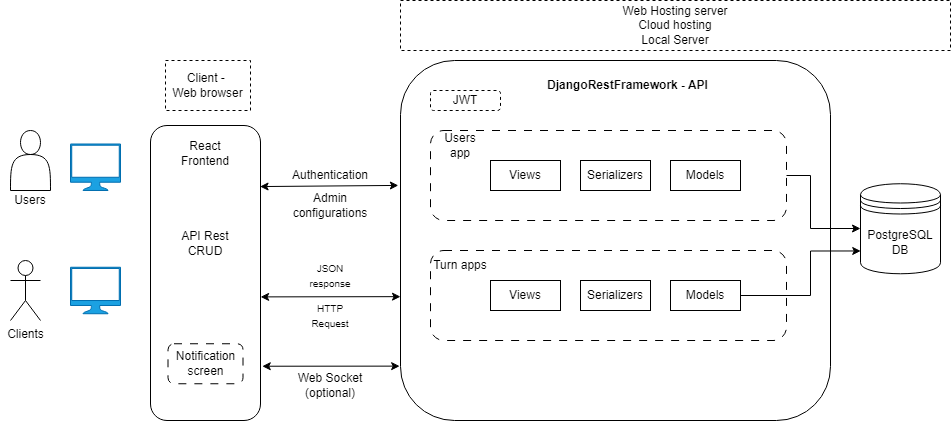 Web Hosting server
Cloud hosting
Local Server
Client -
Web browser
DjangoRestFramework - API
JWT
React
Frontend
Users
app
Views
Serializers
Models
Authentication
Admin
configurations
Users
API Rest
CRUD
PostgreSQL
DB
Turn apps
JSON
response
Views
Serializers
Models
HTTP
Request
Clients
Notification
screen
Web Socket
(optional)